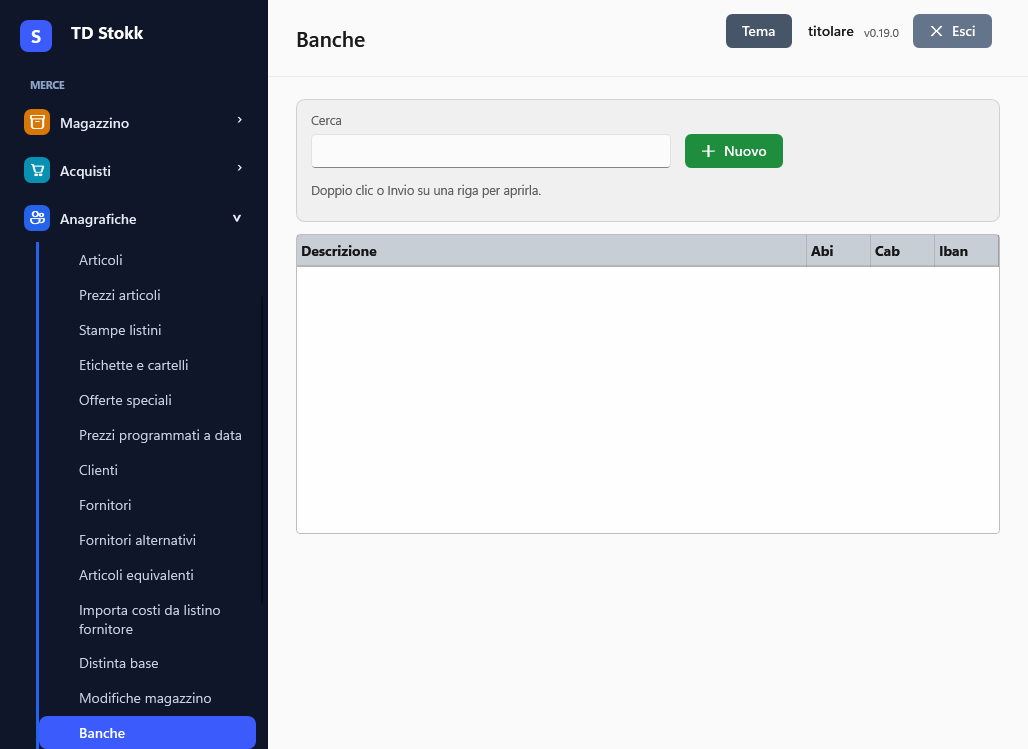 S
TD Stokk
MERCE
Magazzino
Acquisti
Anagrafiche
Articoli
Prezzi articoli
Stampe listini
Etichette e cartelli
Offerte speciali
Prezzi programmati a data
Clienti
Fornitori
Fornitori alternativi
Articoli equivalenti
Importa costi da listino
fornitore
Distinta base
Modifiche magazzino
Banche
Banche
Tema
titolare
v0.19.0
Esci
Cerca
Nuovo
Doppio clic o Invio su una riga per aprirla.
Descrizione Abi Cab Iban